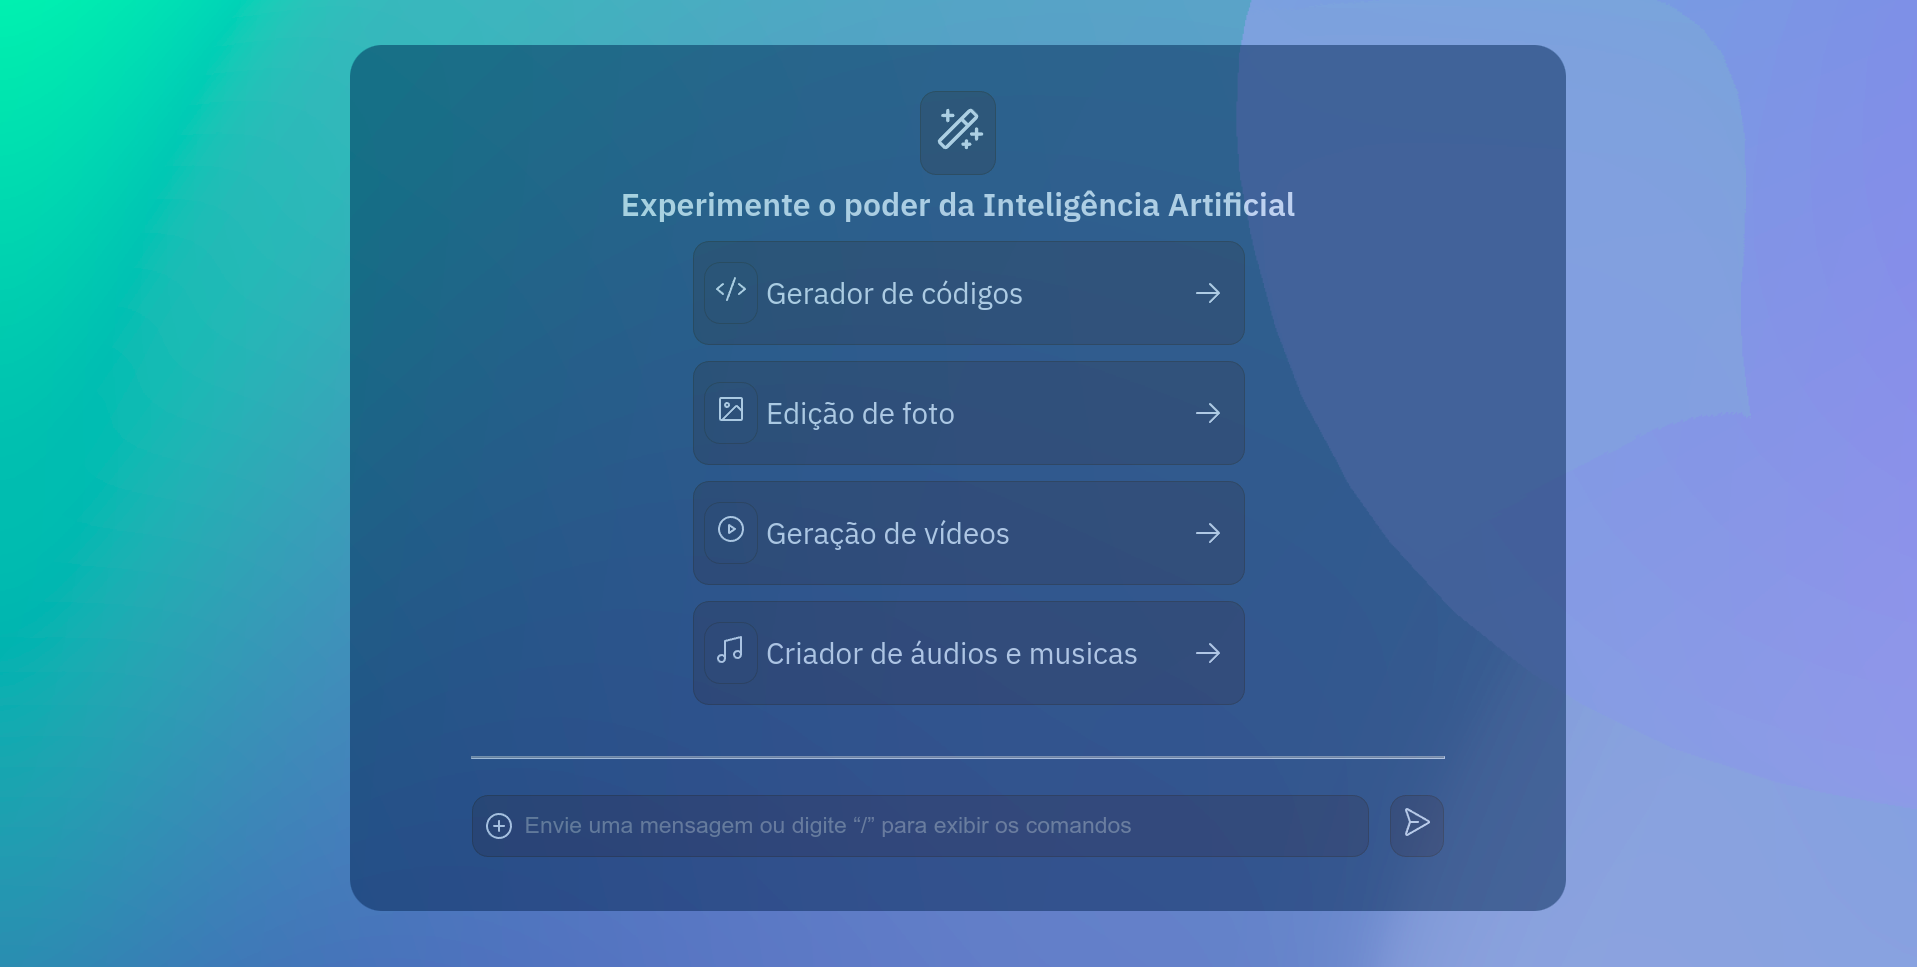 Experimente o poder da Inteligência Artificial
Gerador de códigos
Edição de foto
Geração de vídeos
Criador de áudios e musicas
Envie uma mensagem ou digite “/” para exibir os comandos